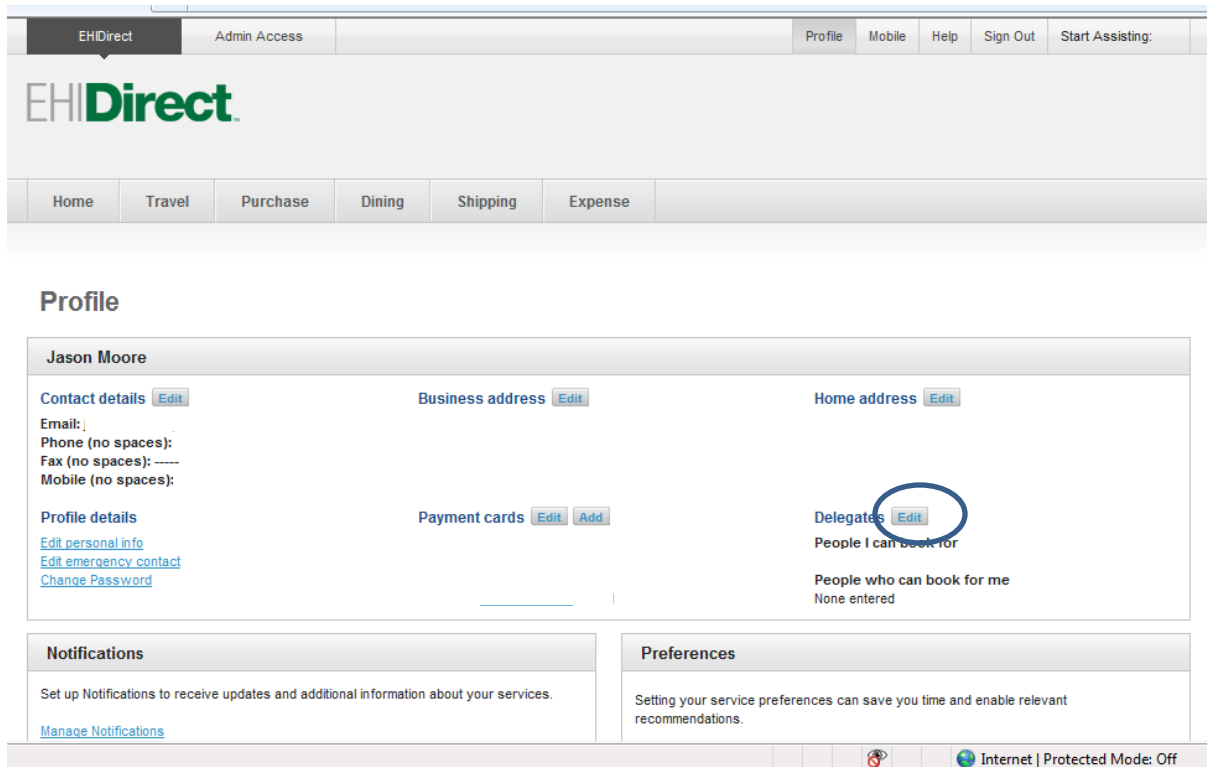 EHIDirect Admin Access Profile Mobile Help Sign Out Start Assisting:
EHIDirect™
Home Travel Purchase Dining Shipping Expense
Profile
Jason Moore
Contact details Edit Business address Edit Home address Edit
Email:
Phone (no spaces):
Fax (no spaces): -----
Mobile (no spaces):
Profile details Payment cards Edit Add Delegates Edit
Edit personal info People I can book for
Edit emergency contact
Change Password People who can book for me
None entered
Notifications Preferences
Set up Notifications to receive updates and additional information about your services. Setting your service preferences can save you time and enable relevant
recommendations.
Manage Notifications
Internet | Protected Mode: Off